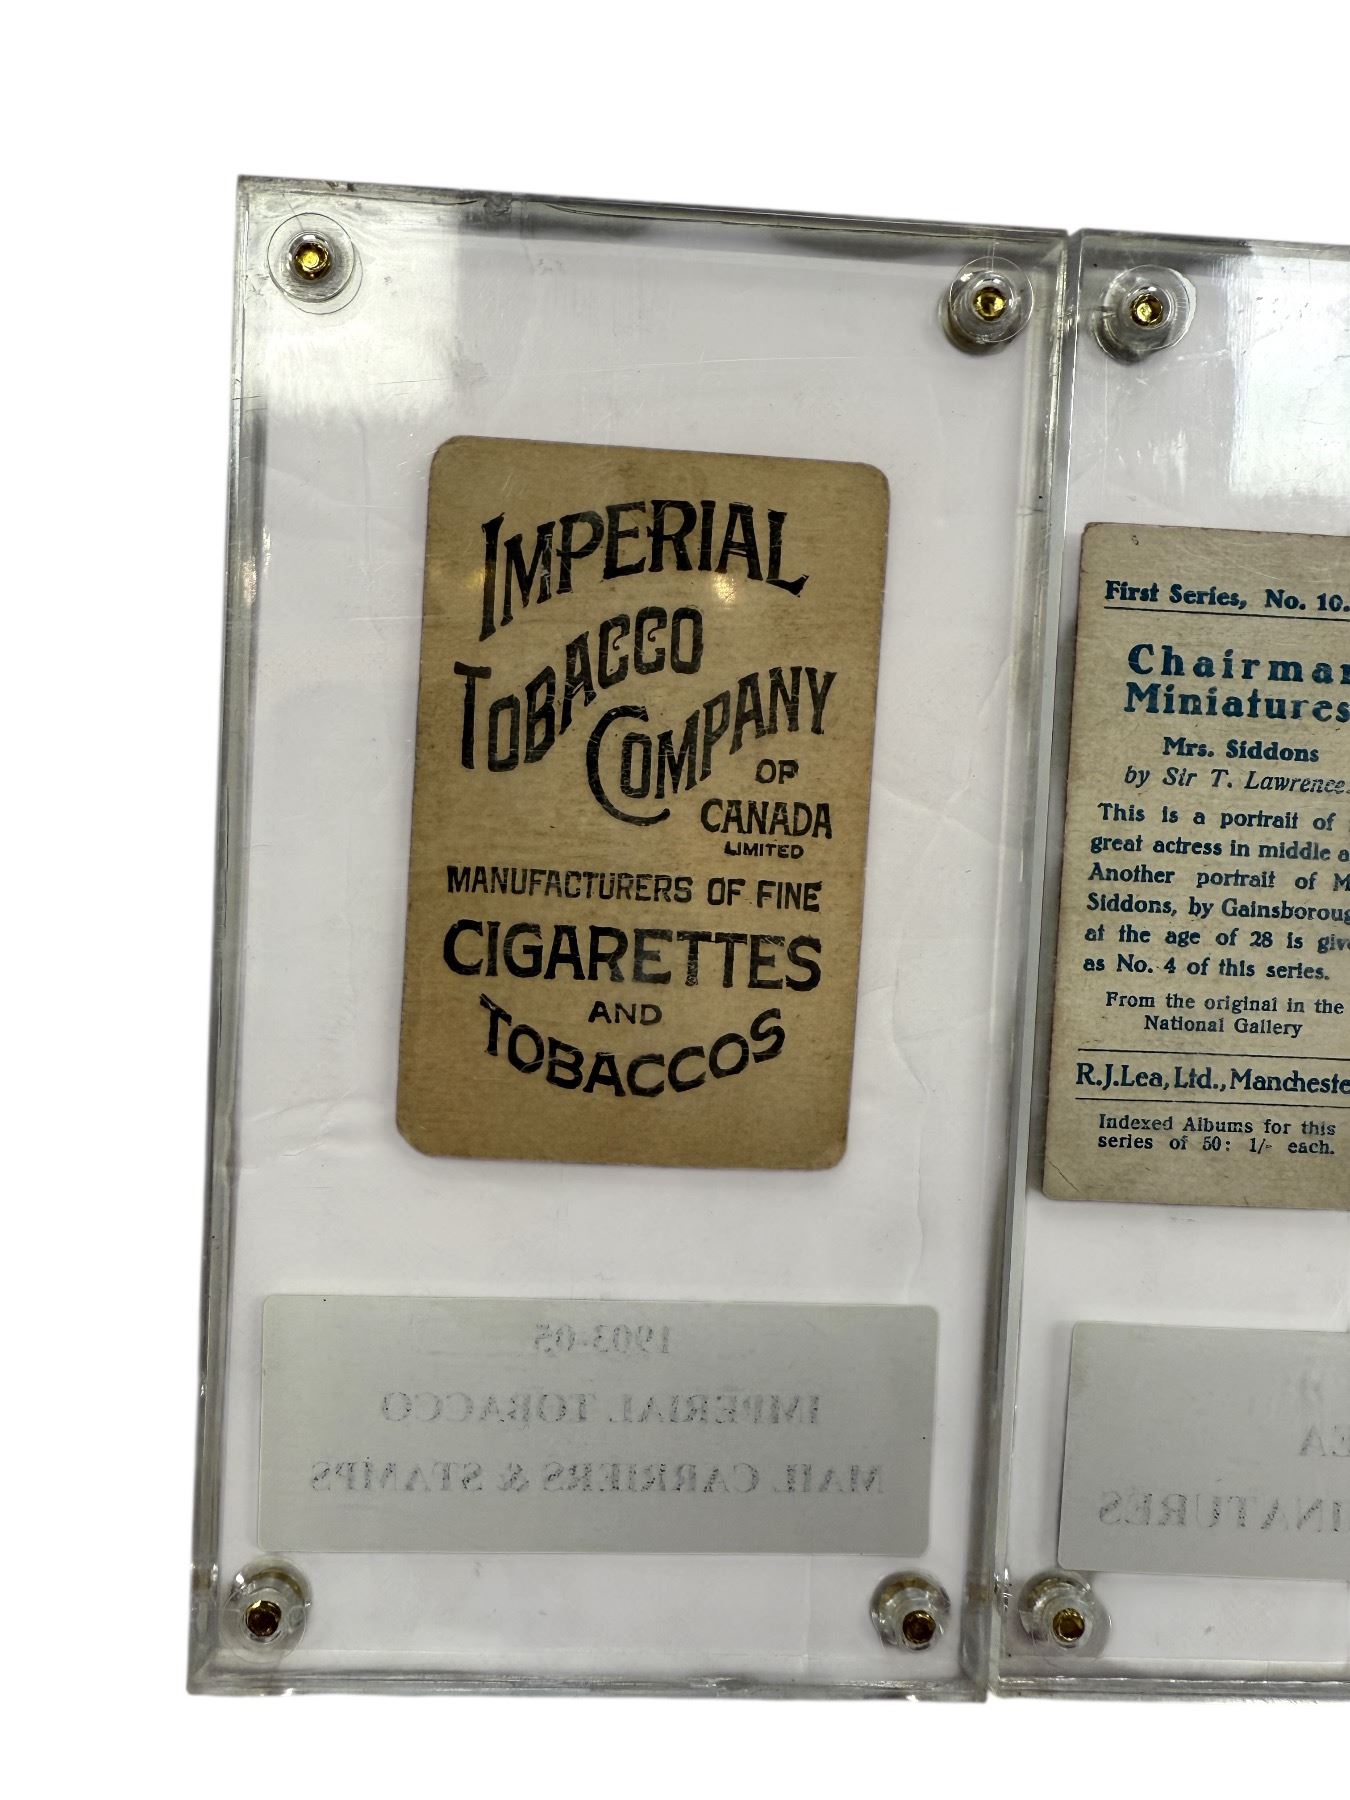 IMPERIAL
TOBACCO
COMPANY
OF
CANADA
LIMITED
MANUFACTURERS OF FINE
CIGARETTES
AND
TOBACCOS
1903-05
IMPERIAL TOBACCO
MAIL CARRIERS & STAMPS
First Series, No. 10.
Chairman
Miniatures
Mrs. Siddons
by Sir T. Lawrence.
This is a portrait of
great actress in middle
Another portrait of
Siddons, by Gainsborough
at the age of 28 is
as No. 4 of this series.
From the original in the
National Gallery
R.J.Lea, Ltd., Manchester
Indexed Albums for this
series of 50: 1/- each.